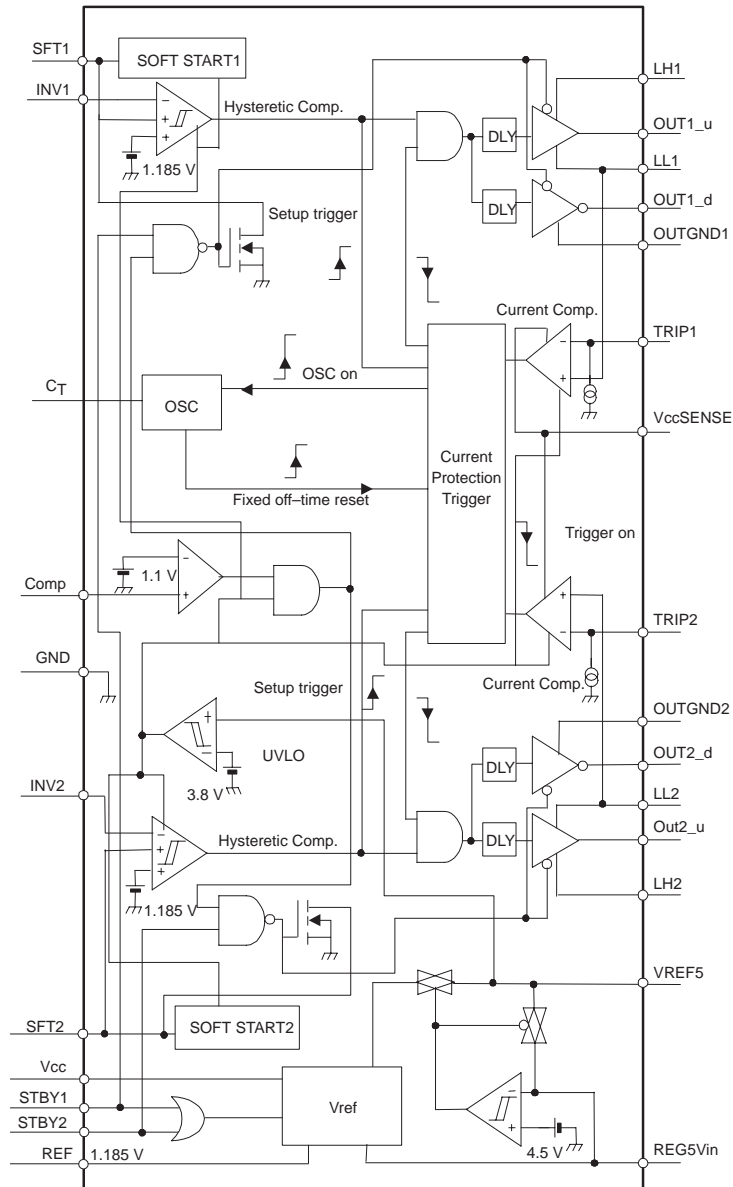 SFT1
SOFT START1
LH1
INV1
Hysteretic Comp.
OUT1_u
DLY
1.185 V
LL1
DLY
OUT1_d
Setup trigger
OUTGND1
Current Comp.
TRIP1
OSC on
CT
OSC
VccSENSE
Current
Protection
Trigger
Fixed off–time reset
Trigger on
1.1 V
Comp
TRIP2
GND
Setup trigger
Current Comp.
OUTGND2
UVLO
DLY
OUT2_d
3.8 V
INV2
LL2
Hysteretic Comp.
DLY
Out2_u
1.185 V
LH2
VREF5
SFT2
SOFT START2
Vcc
STBY1
Vref
STBY2
4.5 V
REF
1.185 V
REG5Vin